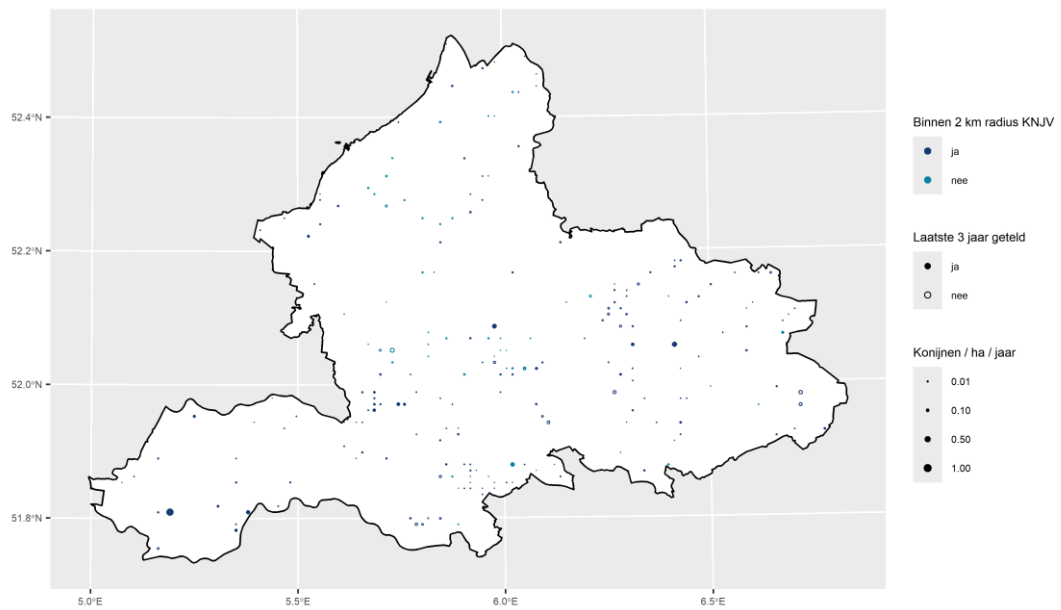 52.4°N
52.2°N
52.0°N
51.8°N
5.0°E
5.5°E
6.0°E
6.5°E
Binnen 2 km radius KNJV
ja
nee
Laatste 3 jaar geteld
ja
nee
Konijnen / ha / jaar
0.01
0.10
0.50
1.00